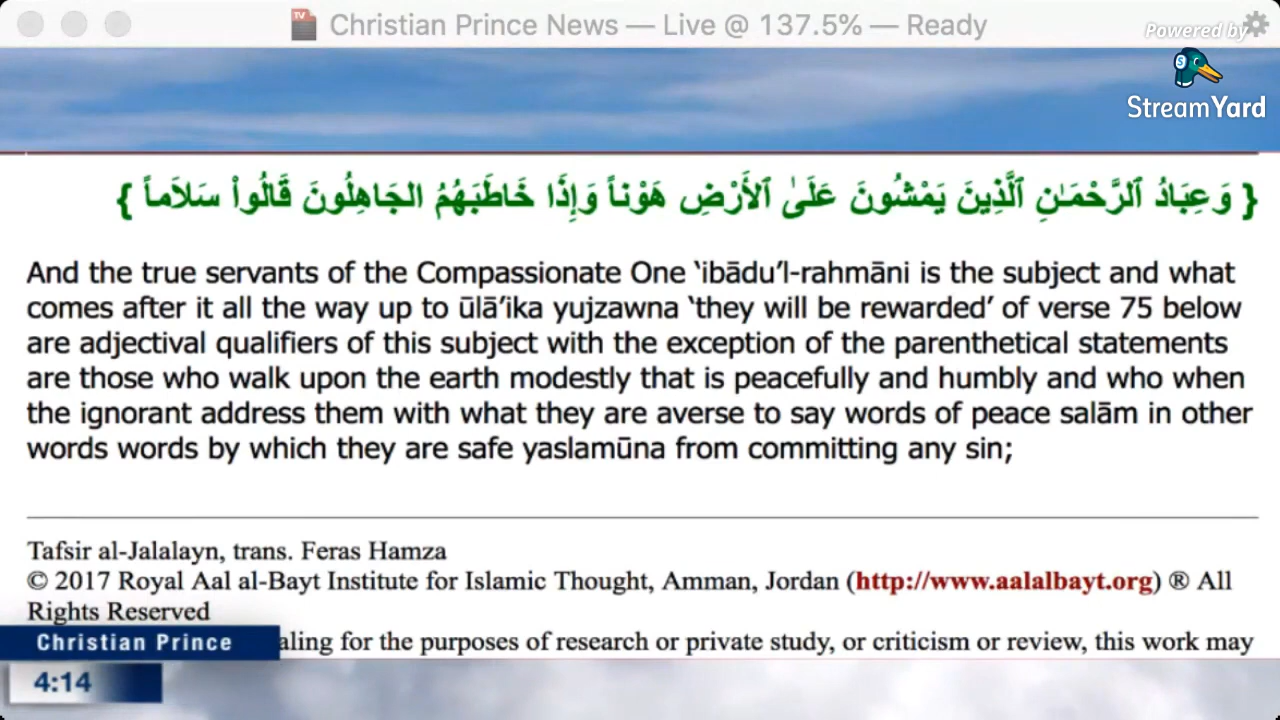 Christian Prince News — Live @ 137.5% — Ready
Powered by
StreamYard
{ وَعِبَادُ ٱلرَّحْمَـٰنِ ٱلَّذِينَ يَمْشُونَ عَلَىٰ ٱلأَرْضِ هَوْناً وَإِذَا خَاطَبَهُمُ الجَاهِلُونَ قَالُواْ سَلاَماً }
And the true servants of the Compassionate One ‘ibādu’l-rahmāni is the subject and what
comes after it all the way up to ūlā’ika yujzawna ‘they will be rewarded’ of verse 75 below
are adjectival qualifiers of this subject with the exception of the parenthetical statements
are those who walk upon the earth modestly that is peacefully and humbly and who when
the ignorant address them with what they are averse to say words of peace salām in other
words words by which they are safe yaslamūna from committing any sin;
Tafsir al-Jalalayn, trans. Feras Hamza
© 2017 Royal Aal al-Bayt Institute for Islamic Thought, Amman, Jordan (http://www.aalalbayt.org) ® All
Rights Reserved
Christian Prince
aling for the purposes of research or private study, or criticism or review, this work may
4:14